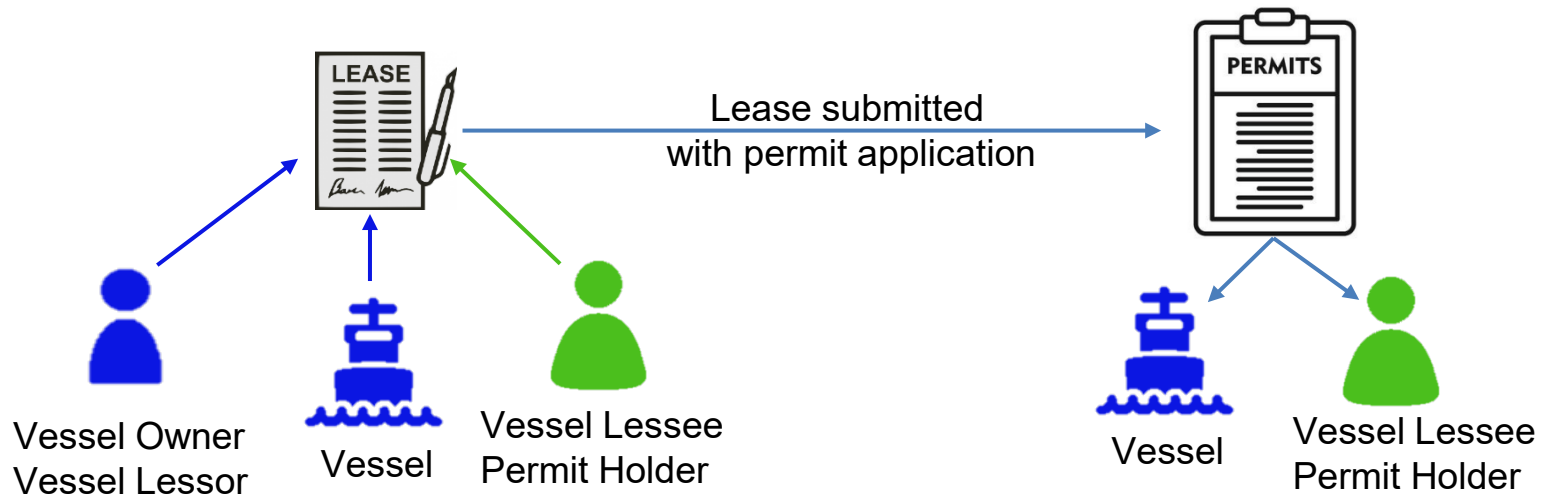 LEASE
PERMITS
Lease submitted
with permit application
Vessel Owner
Vessel Lessor
Vessel
Vessel Lessee
Permit Holder
Vessel
Vessel Lessee
Permit Holder